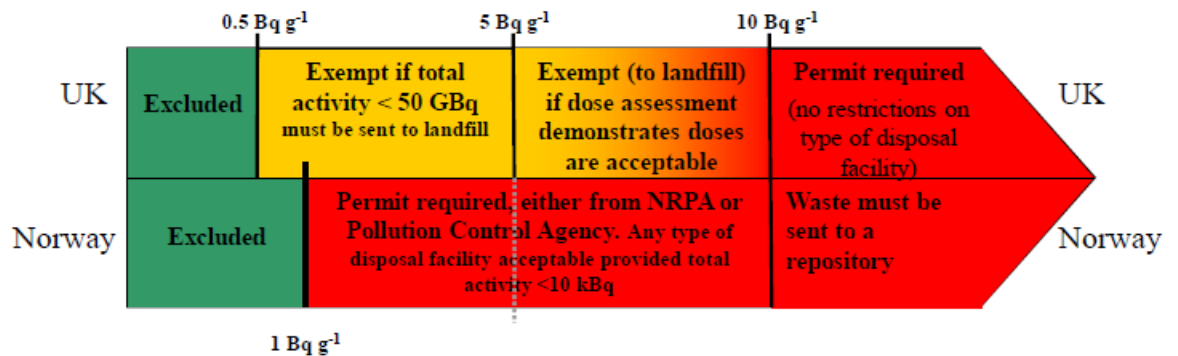 0.5 Bq g-1
5 Bq g-1
10 Bq g-1
UK
Excluded
Exempt if total
activity < 50 GBq
must be sent to landfill
Exempt (to landfill)
if dose assessment
demonstrates doses
are acceptable
Permit required
(no restrictions on
type of disposal
facility)
UK
Norway
Excluded
Permit required, either from NRPA or
Pollution Control Agency. Any type of
disposal facility acceptable provided total
activity <10 kBq
Waste must be
sent to a
repository
Norway
1 Bq g-1